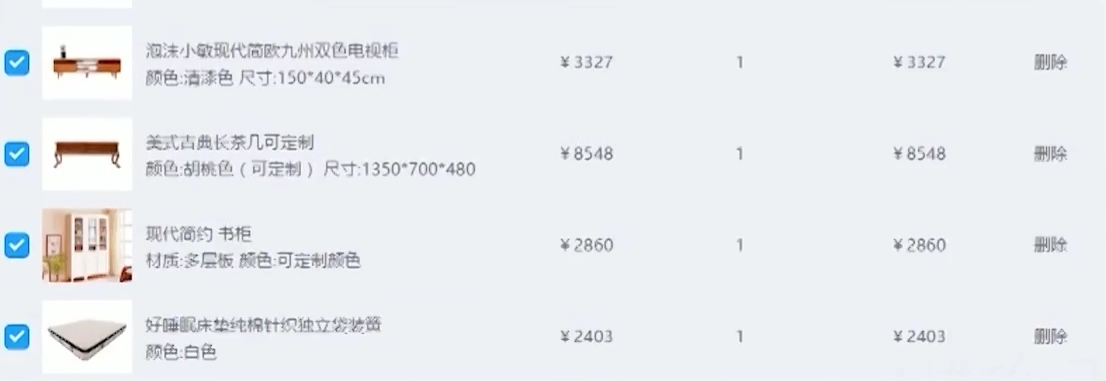 泡沫小敏现代简欧九州双色电视柜
颜色:清漆色 尺寸:150*40*45cm
¥3327 1 ¥3327 删除
美式古典长茶几可定制
颜色:胡桃色（可定制） 尺寸:1350*700*480
¥8548 1 ¥8548 删除
现代简约 书柜
材质:多层板 颜色:可定制颜色
¥2860 1 ¥2860 删除
好睡眠床垫纯棉针织独立袋装簧
颜色:白色
¥2403 1 ¥2403 删除